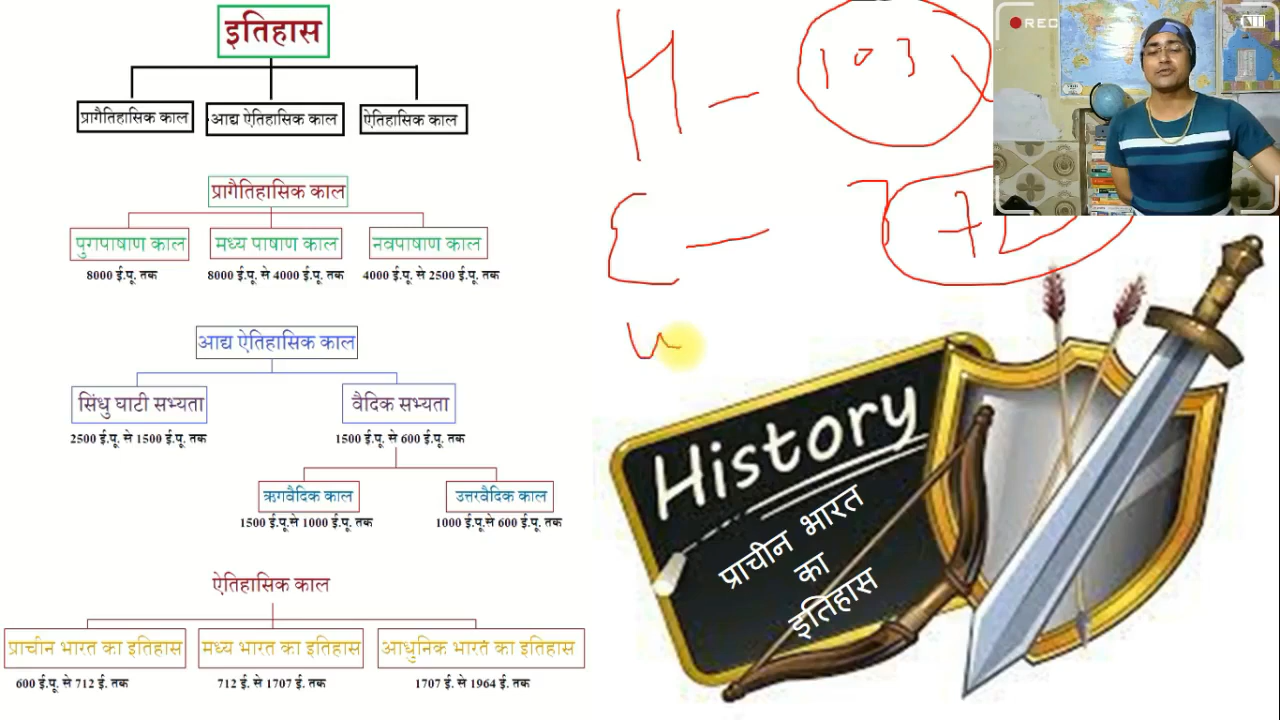 इतिहास
प्रागैतिहासिक काल
आद्य ऐतिहासिक काल
ऐतिहासिक काल
प्रागैतिहासिक काल
पुरापाषाण काल
मध्य पाषाण काल
नवपाषाण काल
8000 ई.पू. तक
8000 ई.पू. से 4000 ई.पू. तक
4000 ई.पू. से 2500 ई.पू. तक
आद्य ऐतिहासिक काल
सिंधु घाटी सभ्यता
वैदिक सभ्यता
2500 ई.पू. से 1500 ई.पू. तक
1500 ई.पू. से 600 ई.पू. तक
ऋगवैदिक काल
उत्तरवैदिक काल
1500 ई.पू.से 1000 ई.पू. तक
1000 ई.पू.से 600 ई.पू. तक
ऐतिहासिक काल
प्राचीन भारत का इतिहास
मध्य भारत का इतिहास
आधुनिक भारत का इतिहास
600 ई.पू. से 712 ई. तक
712 ई. से 1707 ई. तक
1707 ई. से 1964 ई. तक
H - 103
E -
REC
History
प्राचीन भारत
का
इतिहास